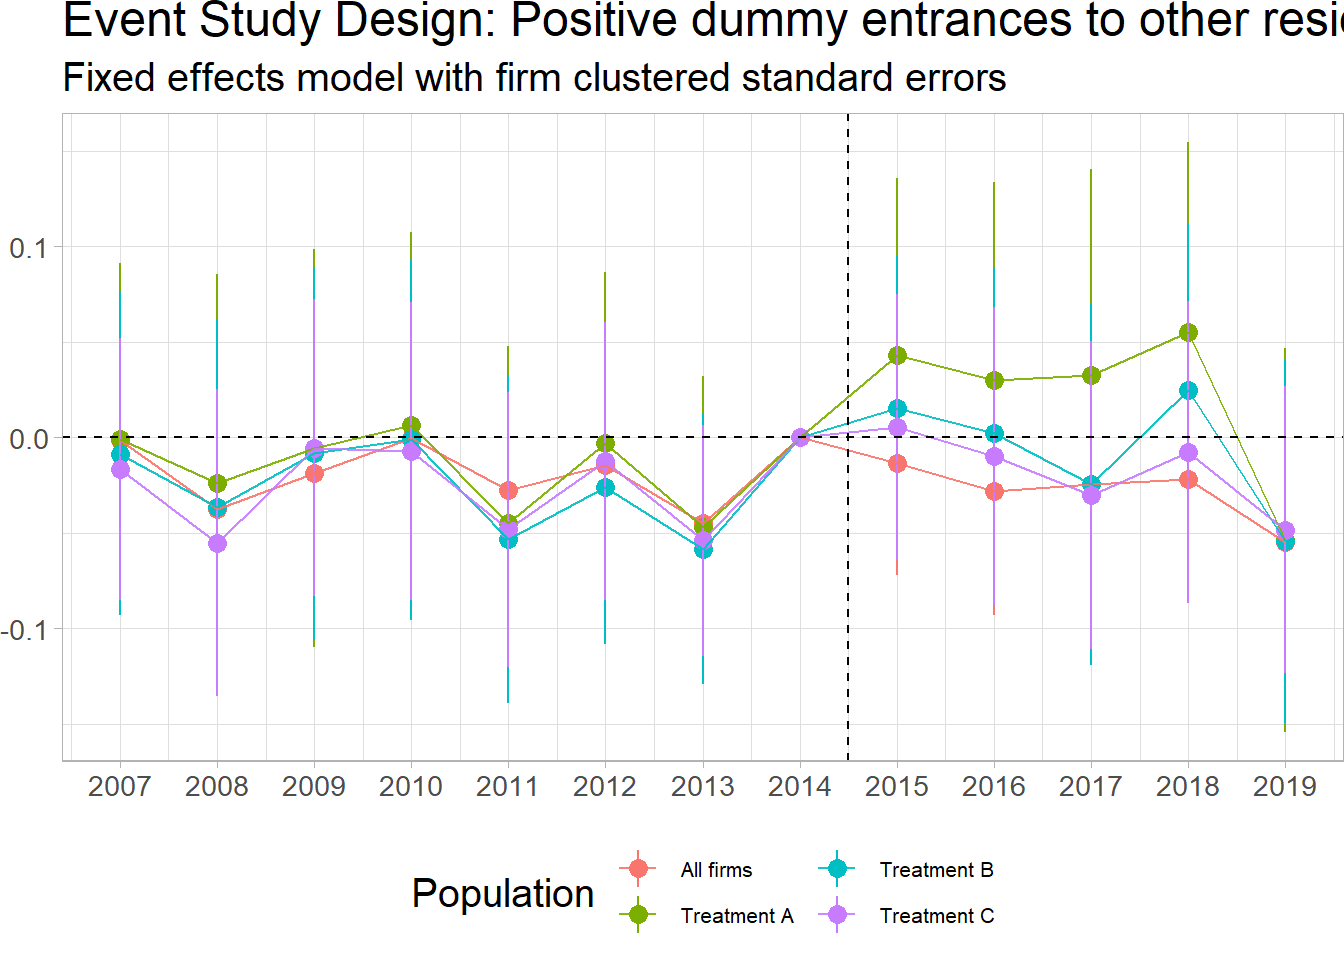 Event Study Design: Positive dummy entrances to other
Fixed effects model with firm clustered standard errors
0.1
0.0
-0.1
2007 2008 2009 2010 2011 2012 2013 2014 2015 2016 2017 2018 2019
Population
All firms
Treatment A
Treatment B
Treatment C